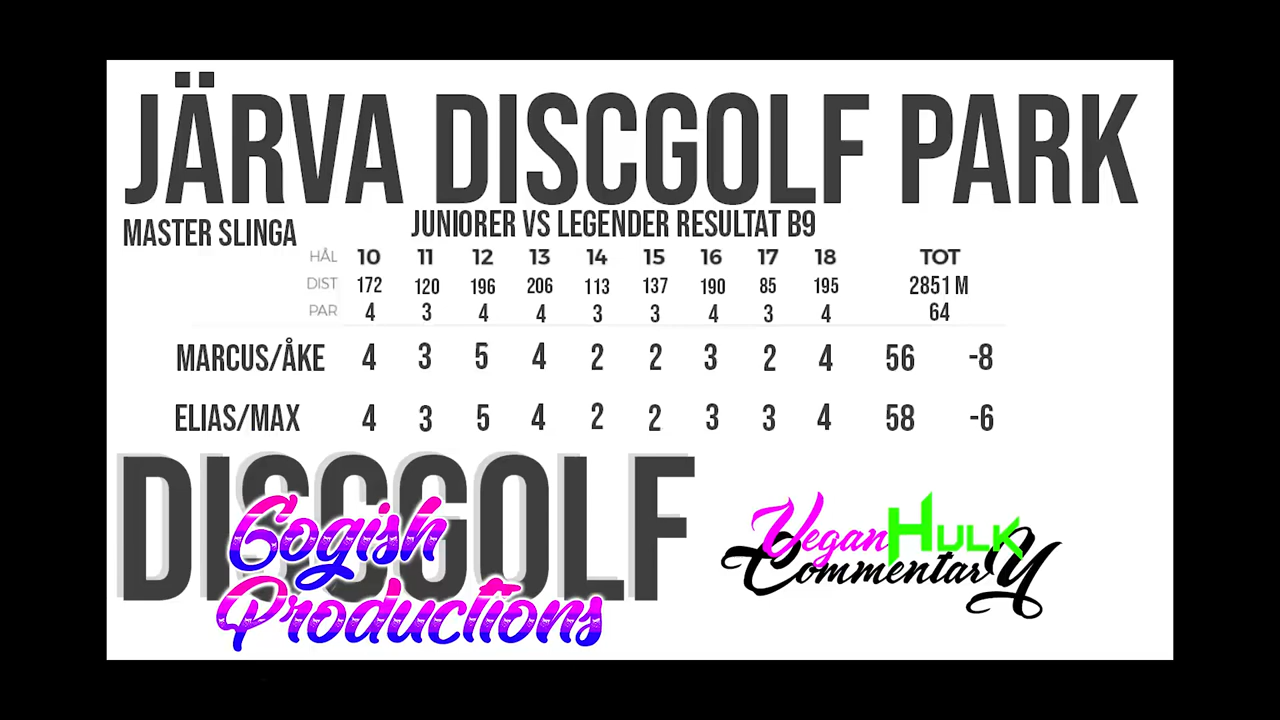 JÄRVA DISCGOLF PARK
MASTER SLINGA
JUNIORER VS LEGENDER RESULTAT B9
HÅL 10 11 12 13 14 15 16 17 18 TOT
DIST 172 120 196 206 113 137 190 85 195 2851 M
PAR 4 3 4 4 3 3 4 3 4 64
MARCUS/ÅKE 4 3 5 4 2 2 3 2 4 56 -8
ELIAS/MAX 4 3 5 4 2 2 3 3 4 58 -6
DISCGOLF
Gogish
Productions
Vegan HULK
Commentary